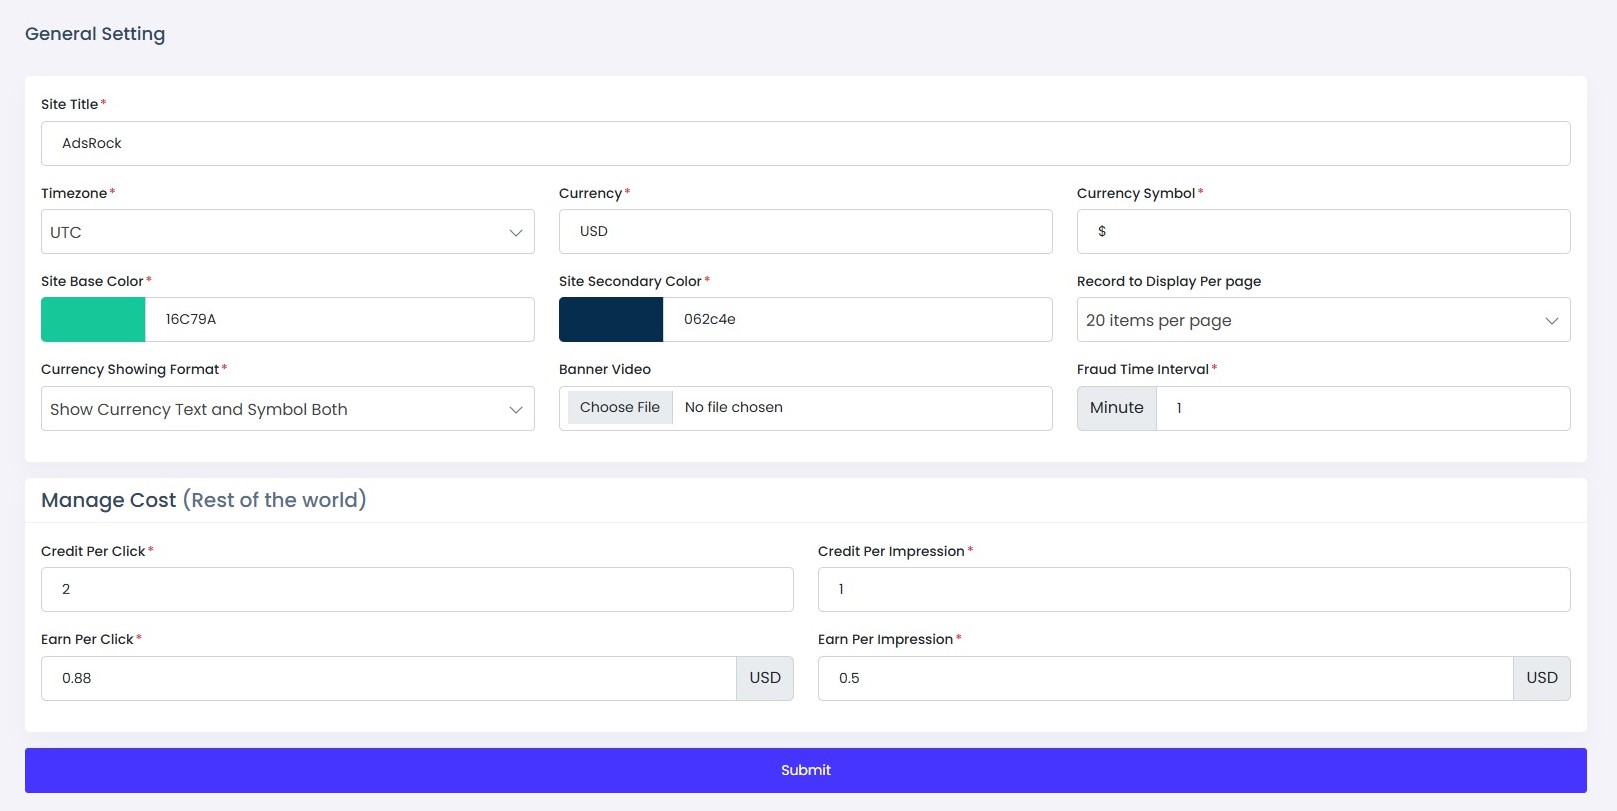 General Setting
Site Title*
AdsRock
Timezone* Currency* Currency Symbol*
UTC USD $
Site Base Color* Site Secondary Color* Record to Display Per page
16C79A 062c4e 20 items per page
Currency Showing Format* Banner Video Fraud Time Interval*
Show Currency Text and Symbol Both Choose File No file chosen Minute 1
Manage Cost (Rest of the world)
Credit Per Click* Credit Per Impression*
2 1
Earn Per Click* Earn Per Impression*
0.88 USD 0.5 USD
Submit